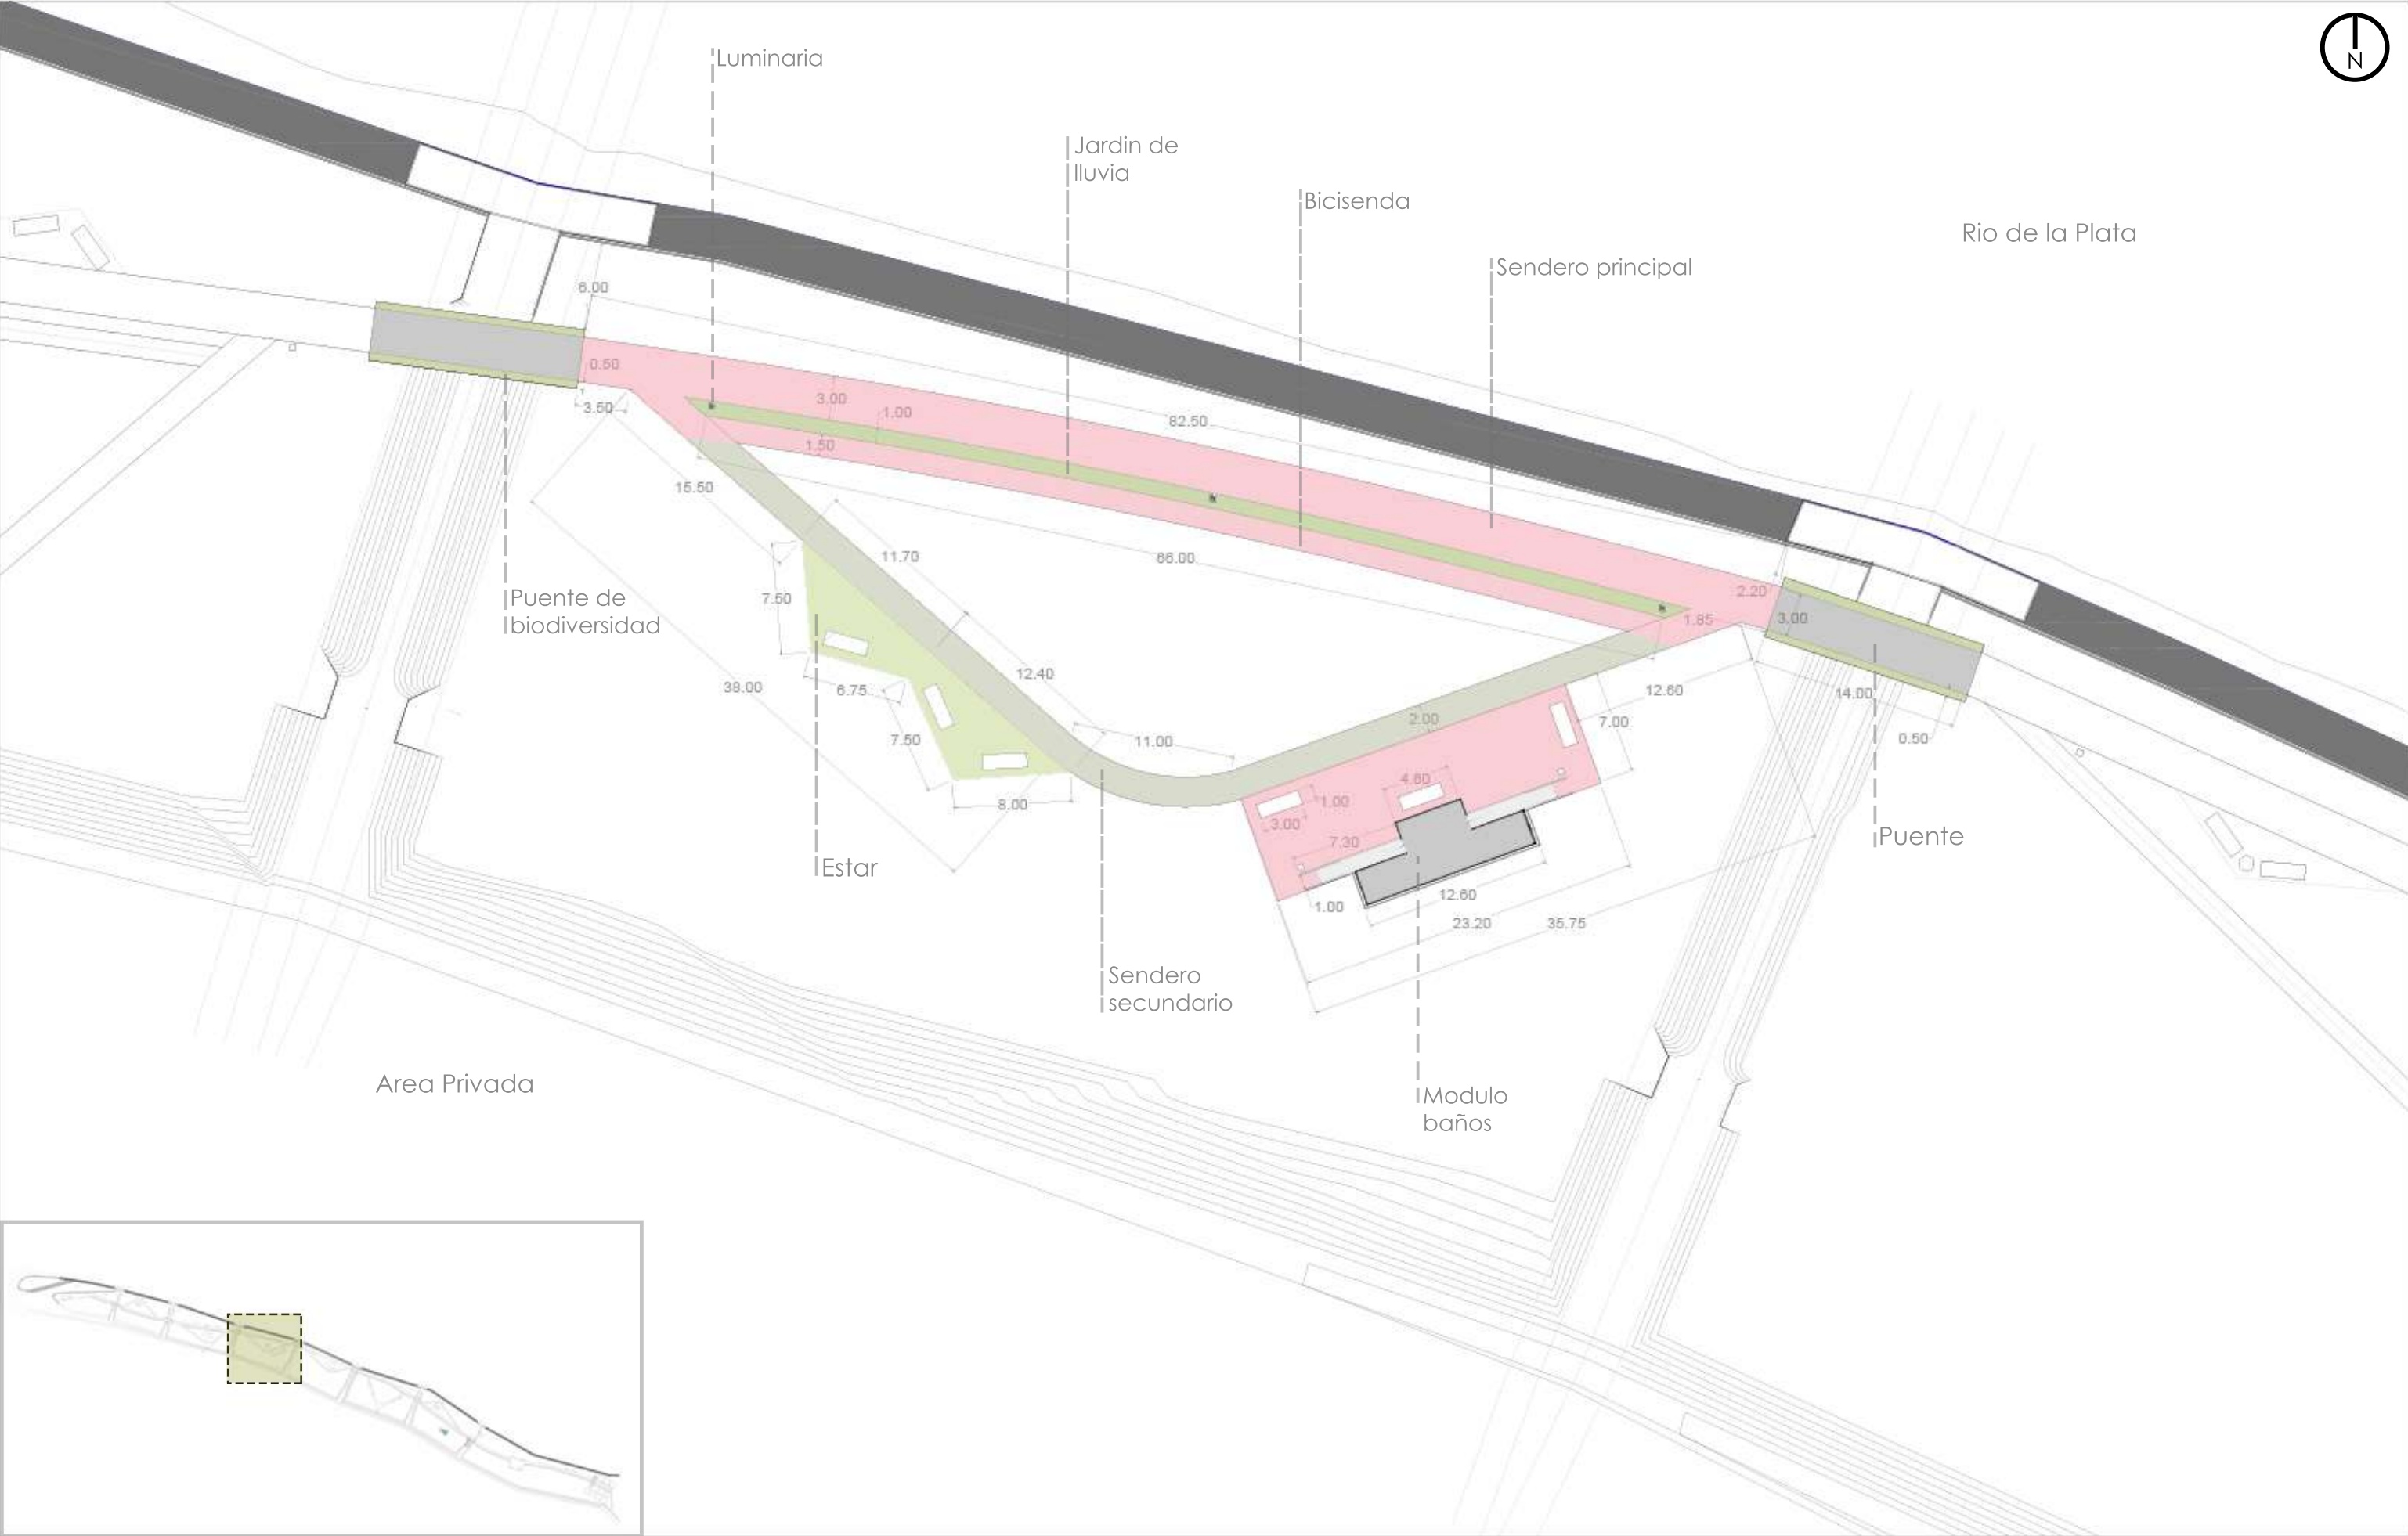 Luminaria
N
Jardin de
lluvia
Bicisenda
Rio de la Plata
Sendero principal
6.00
0.50
3.50
3.00
1.00
82.50
1.50
15.50
11.70
66.00
2.20
1.85
3.00
Puente de
biodiversidad
7.50
12.40
38.00
6.75
12.60
14.00
2.00
7.00
7.50
11.00
0.50
4.60
1.00
8.00
3.00
7.30
Puente
Estar
12.60
1.00
23.20
35.75
Sendero
secundario
Area Privada
Modulo
baños